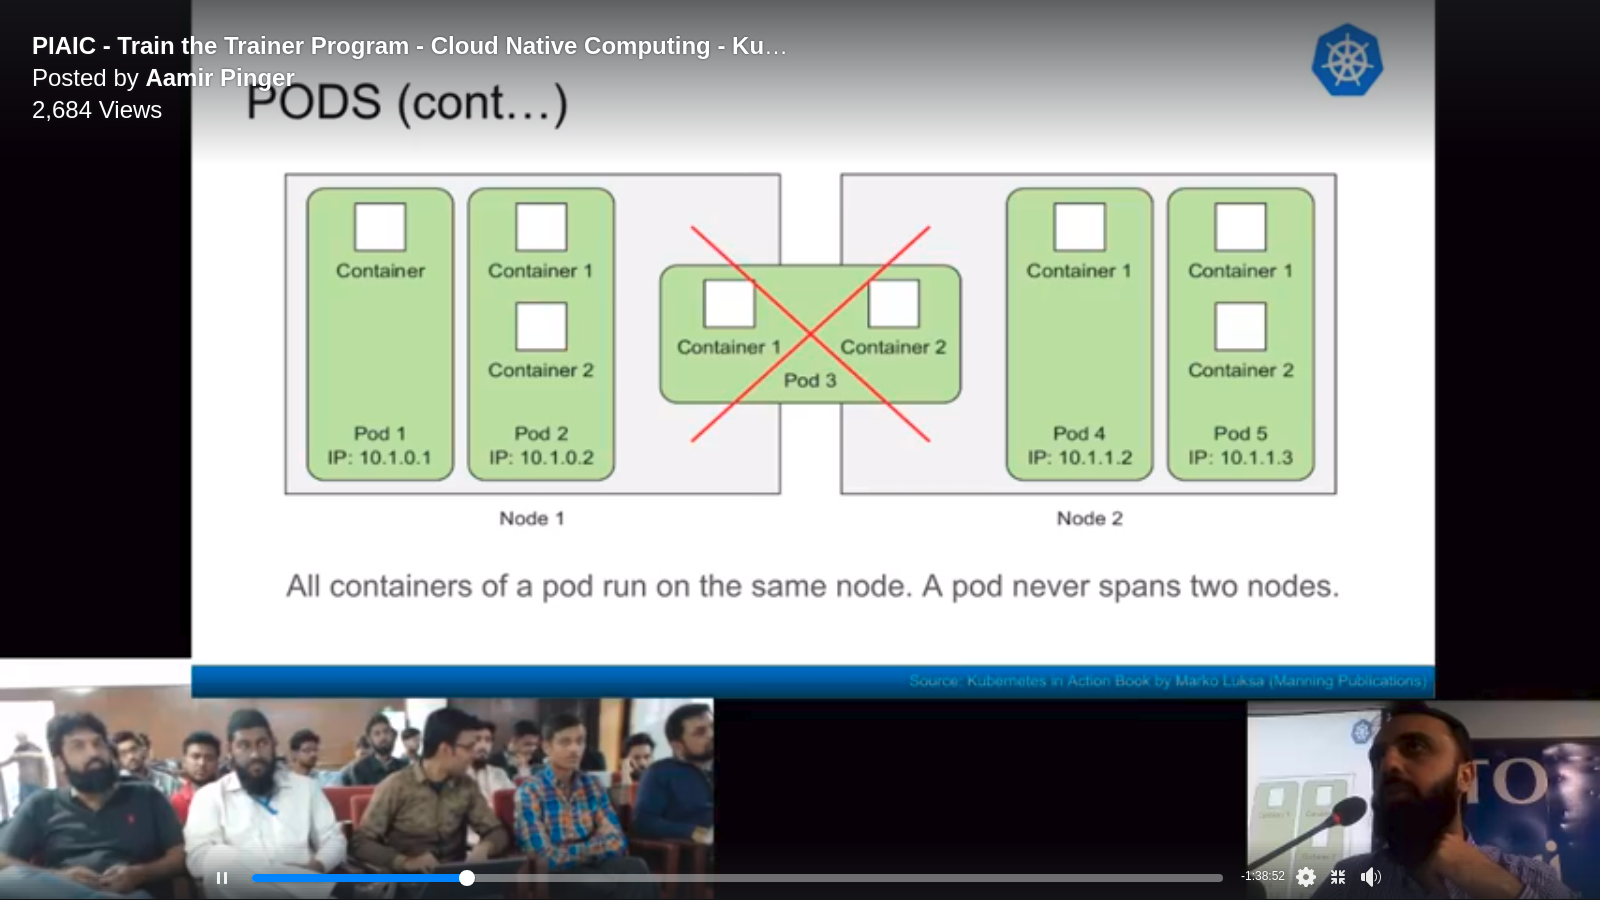 PIAIC - Train the Trainer Program - Cloud Native Computing - Ku…
Posted by Aamir Pinger
2,684 Views
PODS (cont…)
Container
Pod 1
IP: 10.1.0.1
Container 1
Container 2
Pod 2
IP: 10.1.0.2
Container 1
Container 2
Pod 3
Container 1
Pod 4
IP: 10.1.1.2
Container 1
Container 2
Pod 5
IP: 10.1.1.3
Node 1
Node 2
All containers of a pod run on the same node. A pod never spans two nodes.
Source: Kubernetes in Action Book by Marko Luksa (Manning Publications)
TO
-1:38:52